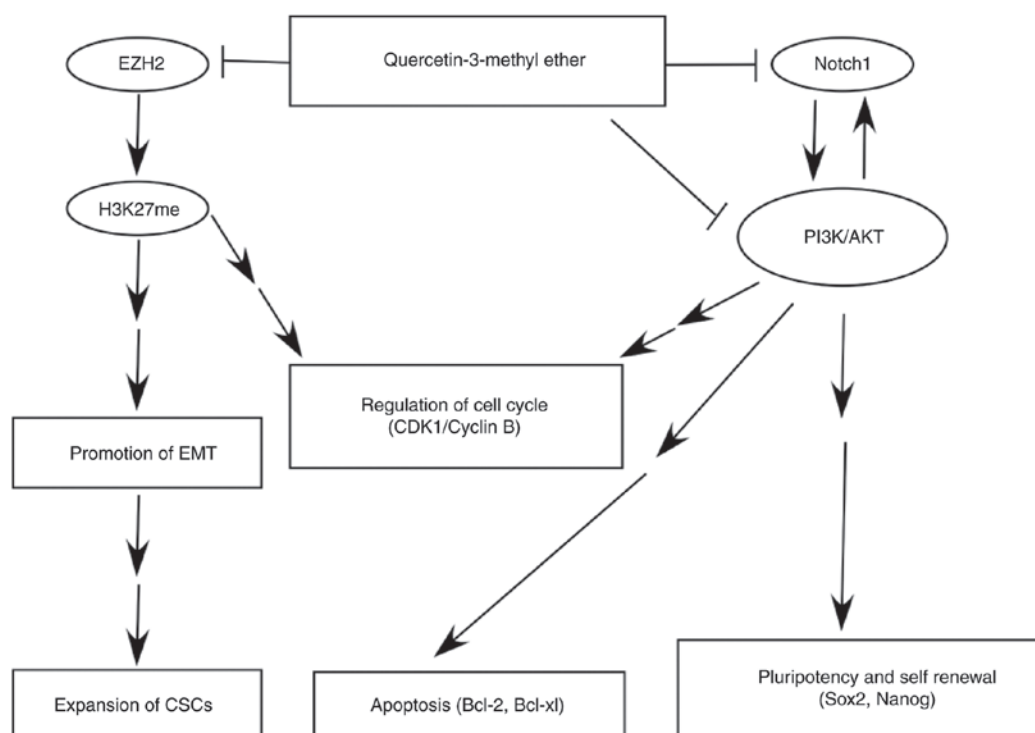 EZH2
Quercetin-3-methyl ether
Notch1
H3K27me
PI3K/AKT
Regulation of cell cycle
(CDK1/Cyclin B)
Promotion of EMT
Expansion of CSCs
Apoptosis (Bcl-2, Bcl-xl)
Pluripotency and self renewal
(Sox2, Nanog)